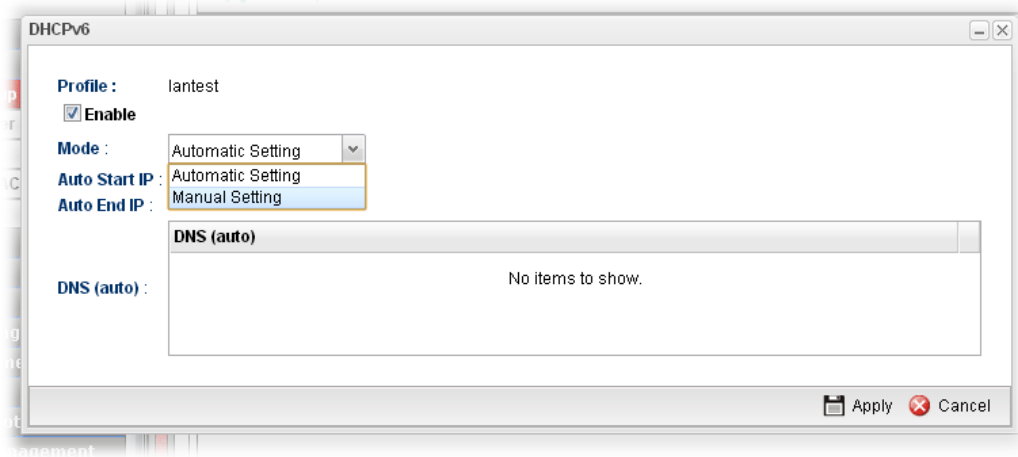 DHCPv6
Profile : lantest
Enable
Mode : Automatic Setting
Automatic Setting
Auto Start IP :
Manual Setting
Auto End IP :
DNS (auto)
No items to show.
DNS (auto) :
Apply Cancel